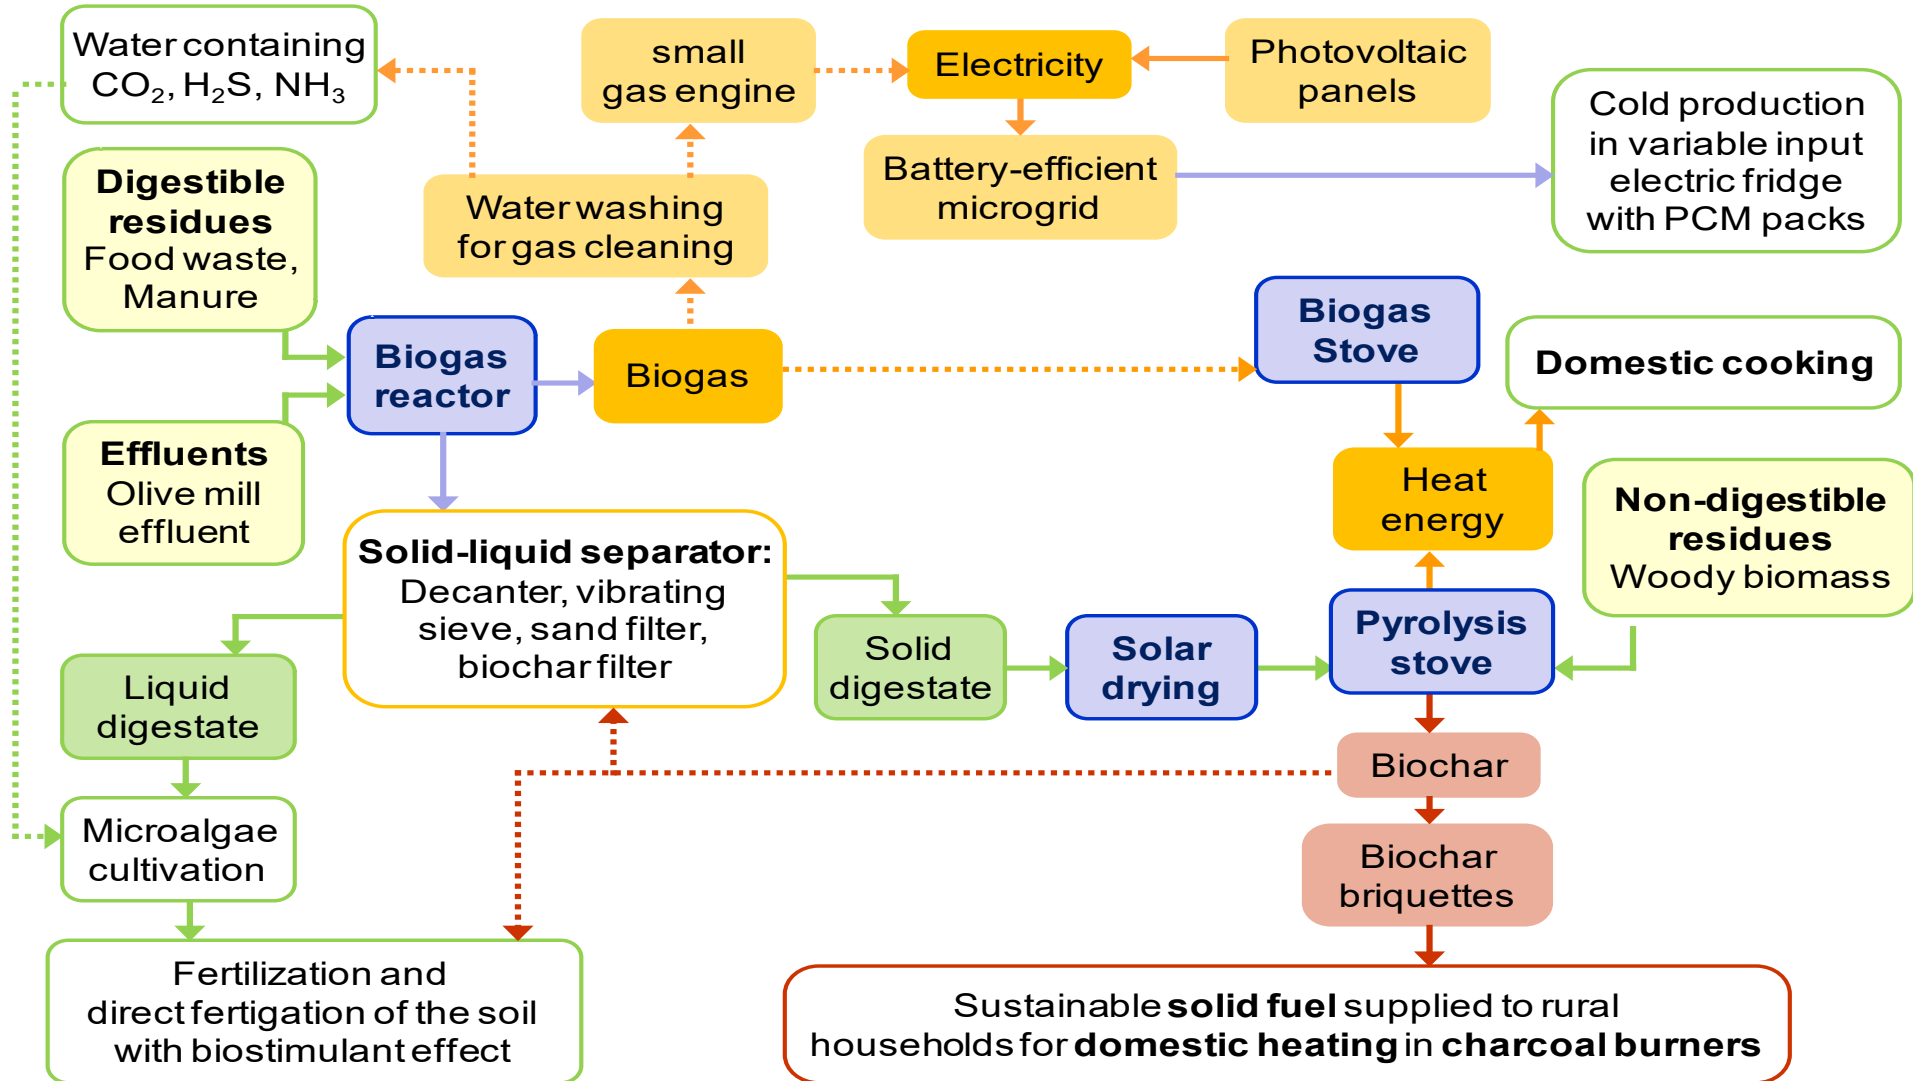 Water containing
CO₂, H₂S, NH₃
small
gas engine
Electricity
Photovoltaic
panels
Cold production
in variable input
electric fridge
with PCM packs
Battery-efficient
microgrid
Water washing
for gas cleaning
Digestible
residues
Food waste,
Manure
Biogas
reactor
Biogas
Biogas
Stove
Domestic cooking
Effluents
Olive mill
effluent
Heat
energy
Non-digestible
residues
Woody biomass
Solid-liquid separator:
Decanter, vibrating
sieve, sand filter,
biochar filter
Solid
digestate
Solar
drying
Pyrolysis
stove
Liquid
digestate
Biochar
Microalgae
cultivation
Biochar
briquettes
Fertilization and
direct fertigation of the soil
with biostimulant effect
Sustainable solid fuel supplied to rural
households for domestic heating in charcoal burners